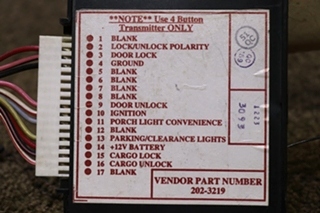 **NOTE** Use 4 Button
Transmitter ONLY
1 BLANK
2 LOCK/UNLOCK POLARITY
3 DOOR LOCK
4 GROUND
5 BLANK
6 BLANK
7 BLANK
8 BLANK
9 DOOR UNLOCK
10 IGNITION
11 PORCH LIGHT CONVENIENCE
12 BLANK
13 PARKING/CLEARANCE LIGHTS
14 +12V BATTERY
15 CARGO LOCK
16 CARGO UNLOCK
17 BLANK
VENDOR PART NUMBER
202-3219
3093